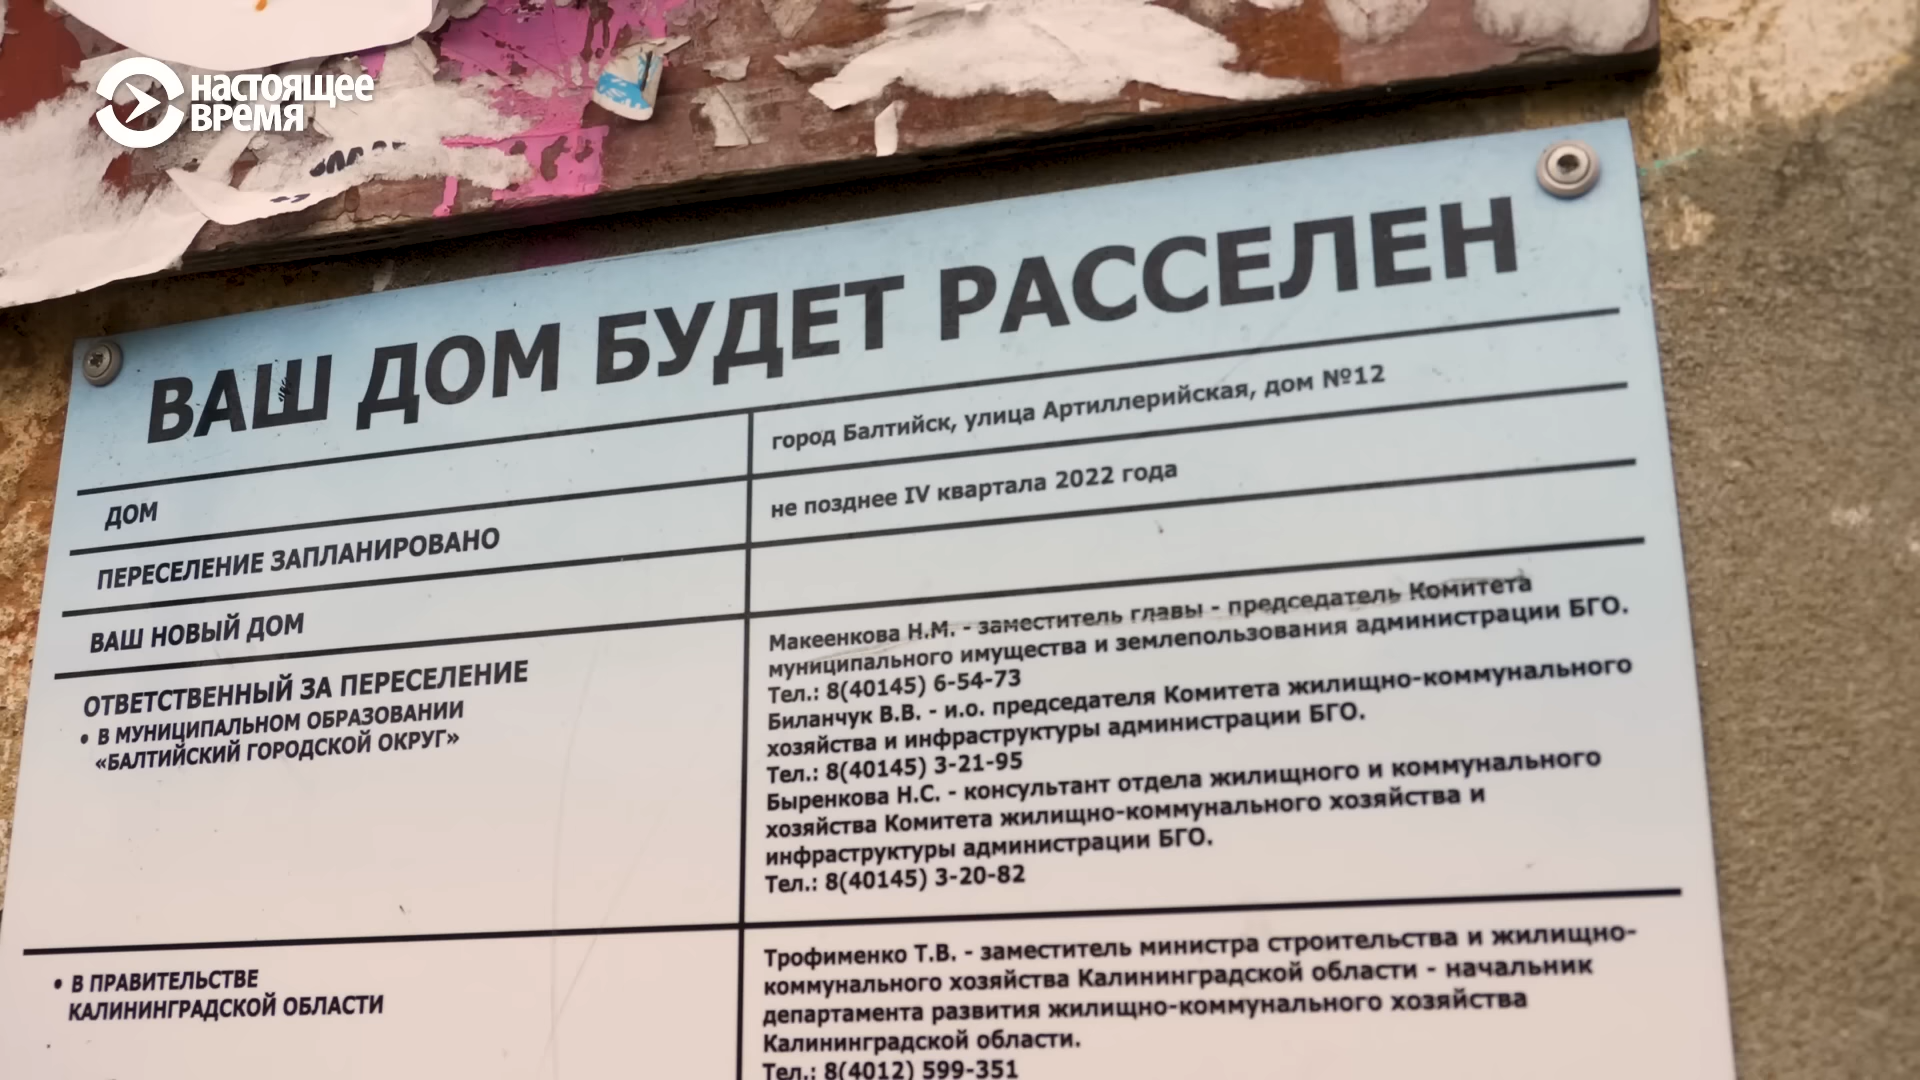 НАСТОЯЩЕЕ
ВРЕМЯ
ВАШ ДОМ БУДЕТ РАССЕЛЕН
ДОМ
город Балтийск, улица Артиллерийская, дом №12
ПЕРЕСЕЛЕНИЕ ЗАПЛАНИРОВАНО
не позднее IV квартала 2022 года
ВАШ НОВЫЙ ДОМ
ОТВЕТСТВЕННЫЙ ЗА ПЕРЕСЕЛЕНИЕ
• В МУНИЦИПАЛЬНОМ ОБРАЗОВАНИИ
«БАЛТИЙСКИЙ ГОРОДСКОЙ ОКРУГ»
Макеенкова Н.М. - заместитель главы - председатель Комитета
муниципального имущества и землепользования администрации БГО.
Тел.: 8(40145) 6-54-73
Биланчук В.В. - и.о. председателя Комитета жилищно-коммунального
хозяйства и инфраструктуры администрации БГО.
Тел.: 8(40145) 3-21-95
Быренкова Н.С. - консультант отдела жилищного и коммунального
хозяйства Комитета жилищно-коммунального хозяйства и
инфраструктуры администрации БГО.
Тел.: 8(40145) 3-20-82
• В ПРАВИТЕЛЬСТВЕ
КАЛИНИНГРАДСКОЙ ОБЛАСТИ
Трофименко Т.В. - заместитель министра строительства и жилищно-
коммунального хозяйства Калининградской области - начальник
департамента развития жилищно-коммунального хозяйства
Калининградской области.
Тел.: 8(4012) 599-351